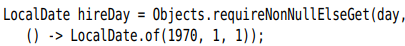 LocalDate hireDay = Objects.requireNonNullElseGet(day,
() -> LocalDate.of(1970, 1, 1));